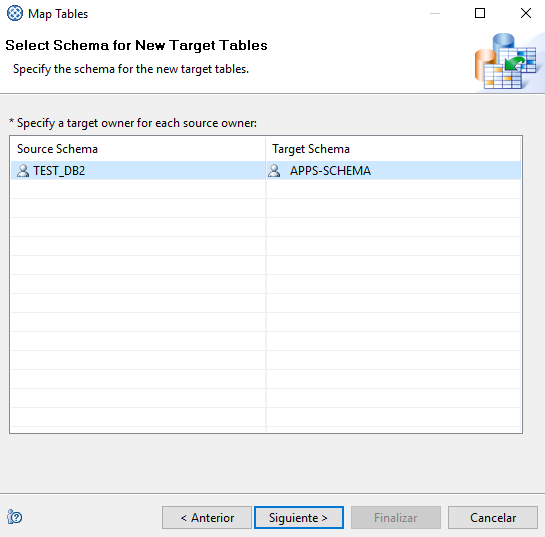 Map Tables
Select Schema for New Target Tables
Specify the schema for the new target tables.
* Specify a target owner for each source owner:
Source Schema Target Schema
TEST_DB2 APPS-SCHEMA
< Anterior Siguiente > Finalizar Cancelar